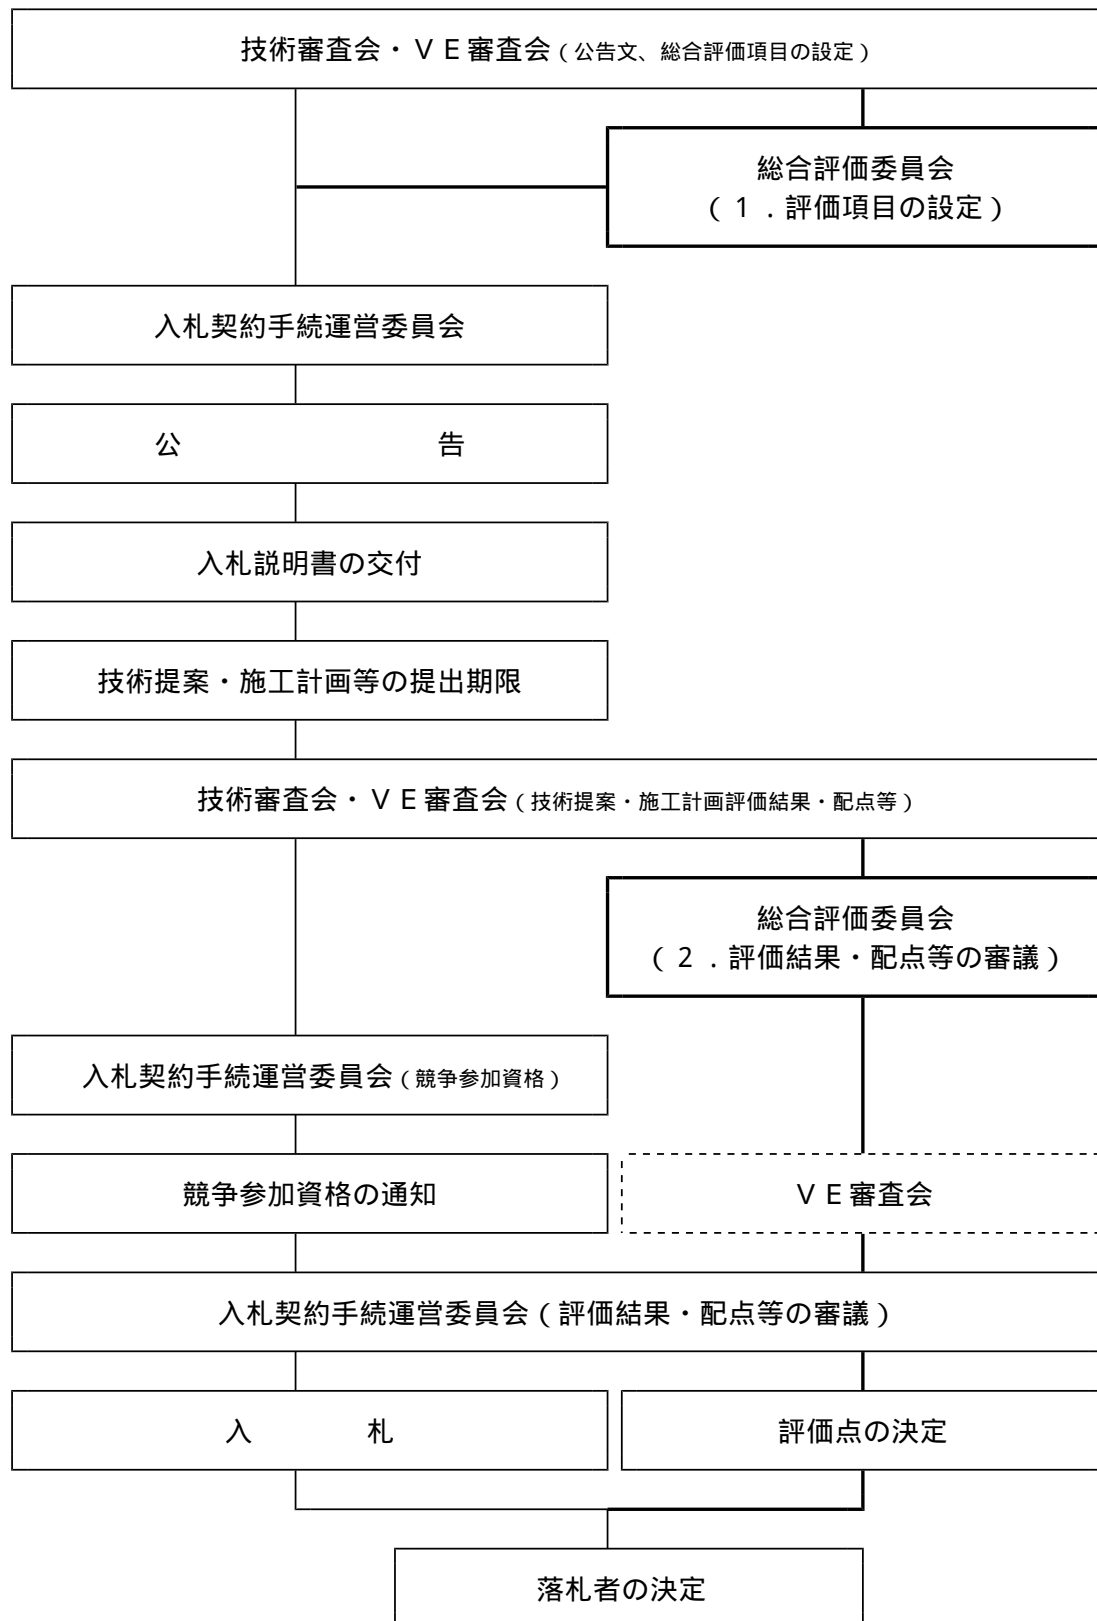 技術審査会・ＶＥ審査会（公告文、総合評価項目の設定）
総合評価委員会
（１．評価項目の設定）
入札契約手続運営委員会
公　　　　　　　　　告
入札説明書の交付
技術提案・施工計画等の提出期限
技術審査会・ＶＥ審査会（技術提案・施工計画評価結果・配点等）
総合評価委員会
（２．評価結果・配点等の審議）
入札契約手続運営委員会（競争参加資格）
競争参加資格の通知
ＶＥ審査会
入札契約手続運営委員会（評価結果・配点等の審議）
入　　　　札
評価点の決定
落札者の決定